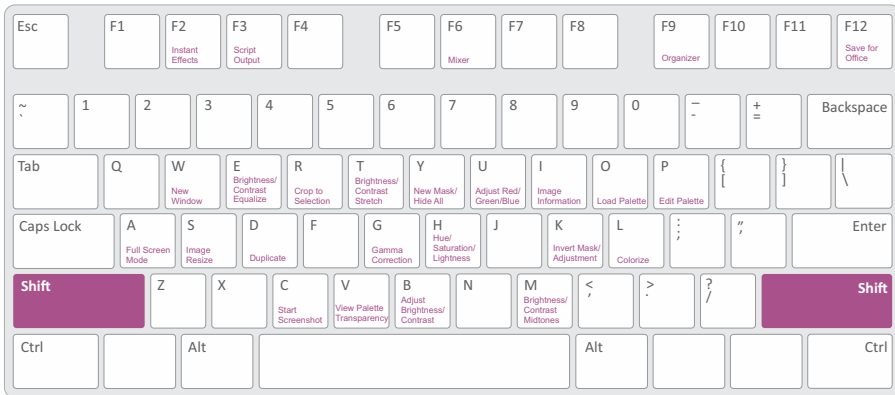 Esc F1 F2 F3 F4 F5 F6 F7 F8 F9 F10 F11 F12
Instant Effects Script Output Mixer Organizer Save for Office
~ ` 1 2 3 4 5 6 7 8 9 0 – - + = Backspace
Tab Q W E R T Y U I O P { [ } ] | \
New Window Brightness/ Contrast Equalize Crop to Selection Brightness/ Contrast Stretch New Mask/ Hide All Adjust Red/ Green/Blue Image Information Load Palette Edit Palette
Caps Lock A S D F G H J K L : ; " , Enter
Full Screen Mode Image Resize Duplicate Gamma Correction Hue/ Saturation/ Lightness Invert Mask/ Adjustment Colorize
Shift Z X C V B N M < , > . ? / Shift
Start Screenshot View Palette Transparency Adjust Brightness/ Contrast Brightness/ Contrast Midtones
Ctrl Alt Alt Ctrl